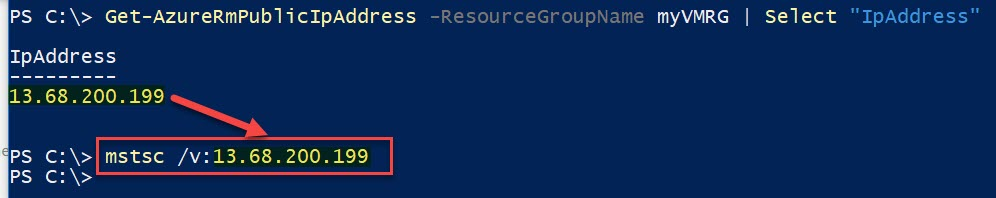 PS C:\> Get-AzureRmPublicIpAddress -ResourceGroupName myVMRG | Select "IpAddress"
IpAddress
---------
13.68.200.199
PS C:\> mstsc /v:13.68.200.199
PS C:\>